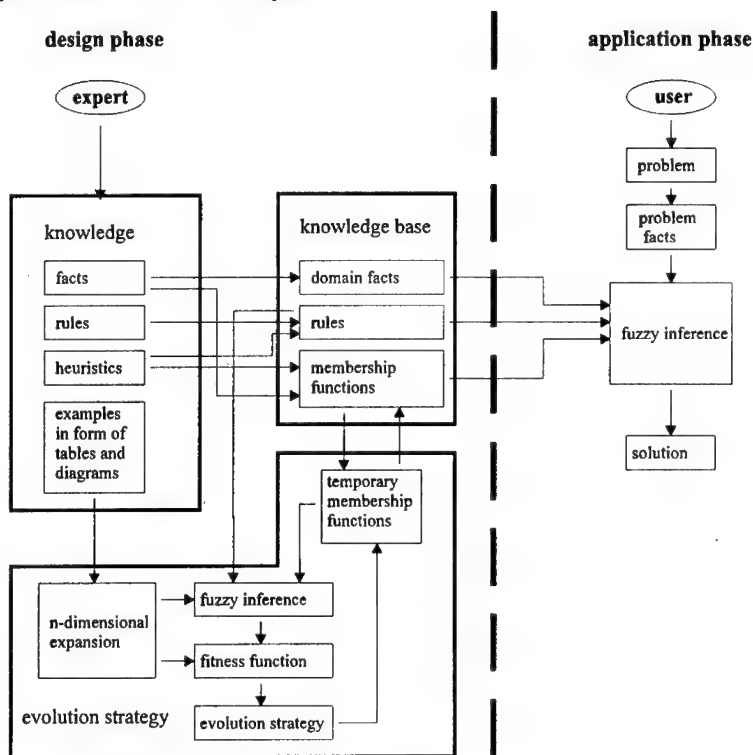 design phase
application phase
expert
user
problem
problem
facts
knowledge
knowledge base
facts
domain facts
rules
rules
fuzzy inference
heuristics
membership
functions
examples
in form of
tables and
diagrams
solution
temporary
membership
functions
n-dimensional
expansion
fuzzy inference
fitness function
evolution strategy
evolution strategy